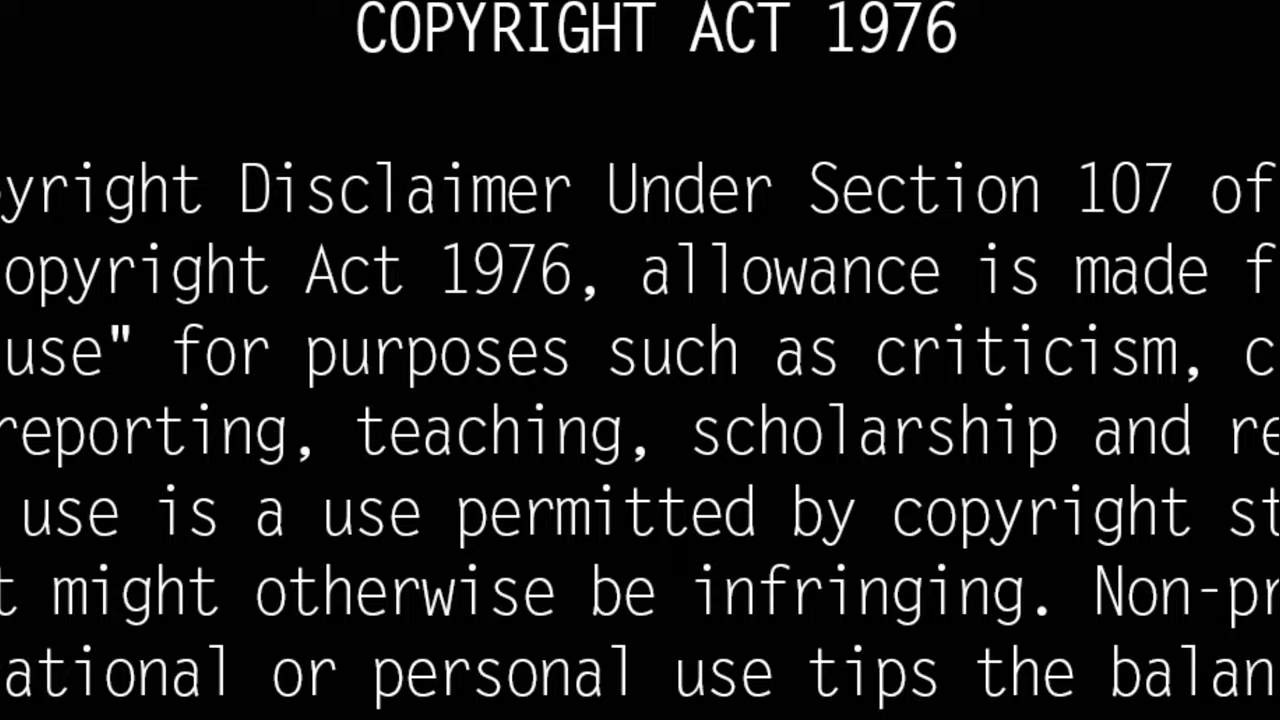 COPYRIGHT ACT 1976
yright Disclaimer Under Section 107 of
opyright Act 1976, allowance is made f
use" for purposes such as criticism, c
reporting, teaching, scholarship and re
use is a use permitted by copyright st
t might otherwise be infringing. Non-pr
ational or personal use tips the balan